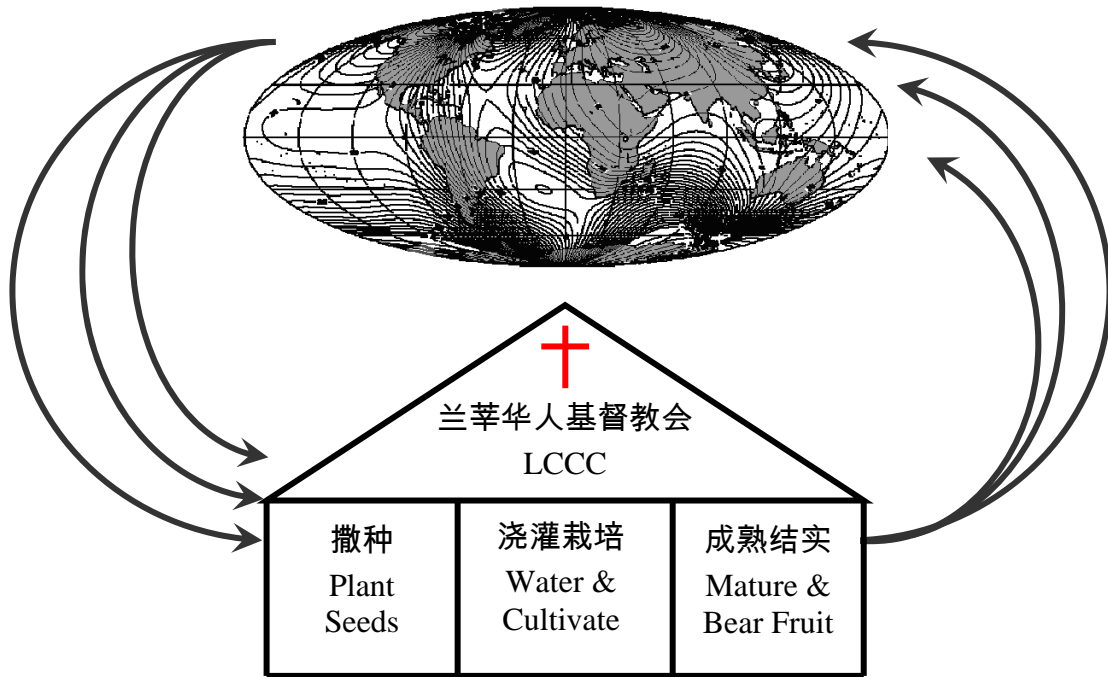 兰莘华人基督教会
LCCC
撒种
Plant
Seeds
浇灌栽培
Water &
Cultivate
成熟结实
Mature &
Bear Fruit